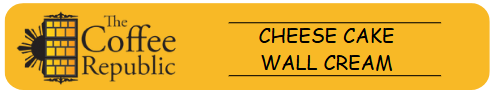 The
Coffee
Republic
CHEESE CAKE
WALL CREAM